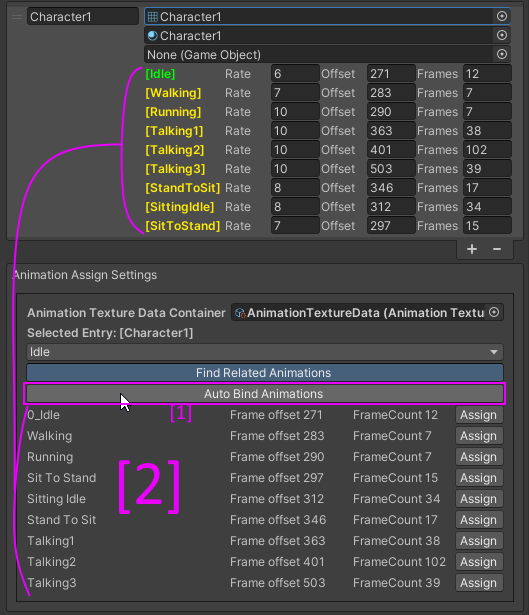 Character1 Character1
Character1
None (Game Object)
[Idle] Rate 6 Offset 271 Frames 12
[Walking] Rate 7 Offset 283 Frames 7
[Running] Rate 10 Offset 290 Frames 7
[Talking1] Rate 10 Offset 363 Frames 38
[Talking2] Rate 10 Offset 401 Frames 102
[Talking3] Rate 10 Offset 503 Frames 39
[StandToSit] Rate 8 Offset 346 Frames 17
[SittingIdle] Rate 8 Offset 312 Frames 34
[SitToStand] Rate 7 Offset 297 Frames 15
+ −
Animation Assign Settings
Animation Texture Data Container AnimationTextureData (Animation Textu
Selected Entry: [Character1]
Idle
Find Related Animations
Auto Bind Animations
0_Idle [1] Frame offset 271 FrameCount 12 Assign
Walking Frame offset 283 FrameCount 7 Assign
Running Frame offset 290 FrameCount 7 Assign
Sit To Stand [2] Frame offset 297 FrameCount 15 Assign
Sitting Idle Frame offset 312 FrameCount 34 Assign
Stand To Sit Frame offset 346 FrameCount 17 Assign
Talking1 Frame offset 363 FrameCount 38 Assign
Talking2 Frame offset 401 FrameCount 102 Assign
Talking3 Frame offset 503 FrameCount 39 Assign